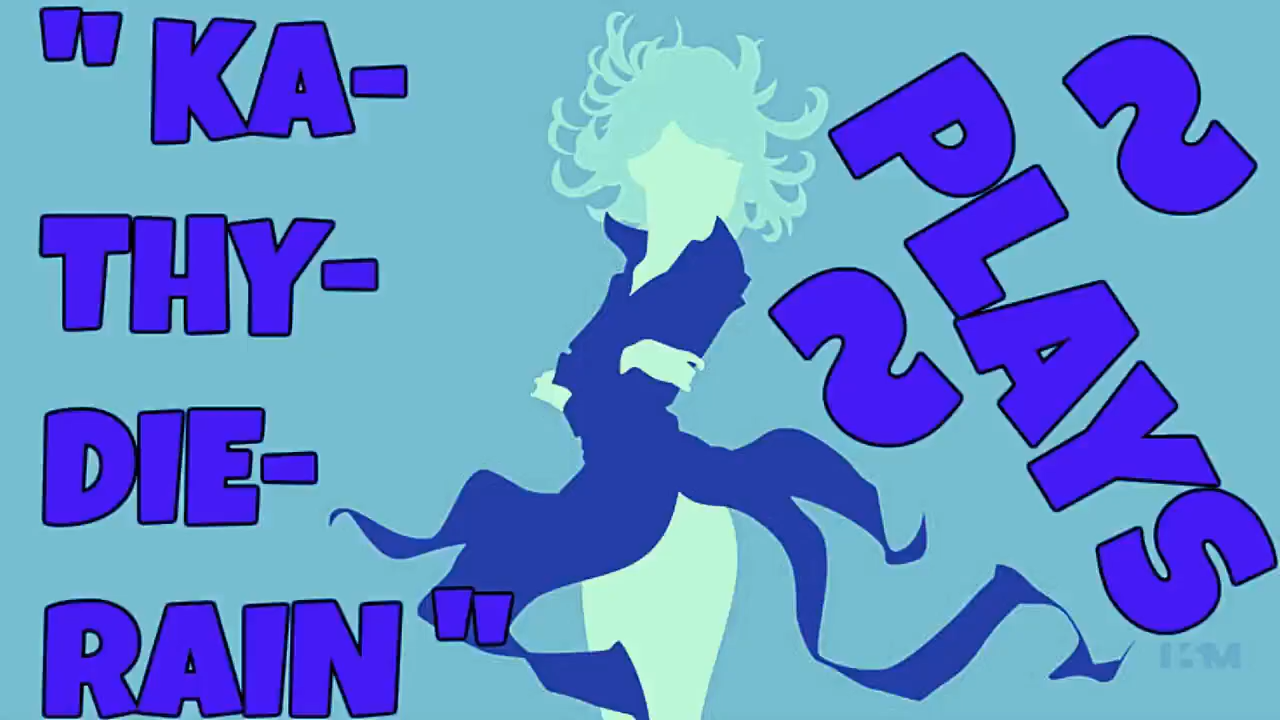 " KA-
THY-
DIE-
RAIN "
~
PLAYS
~